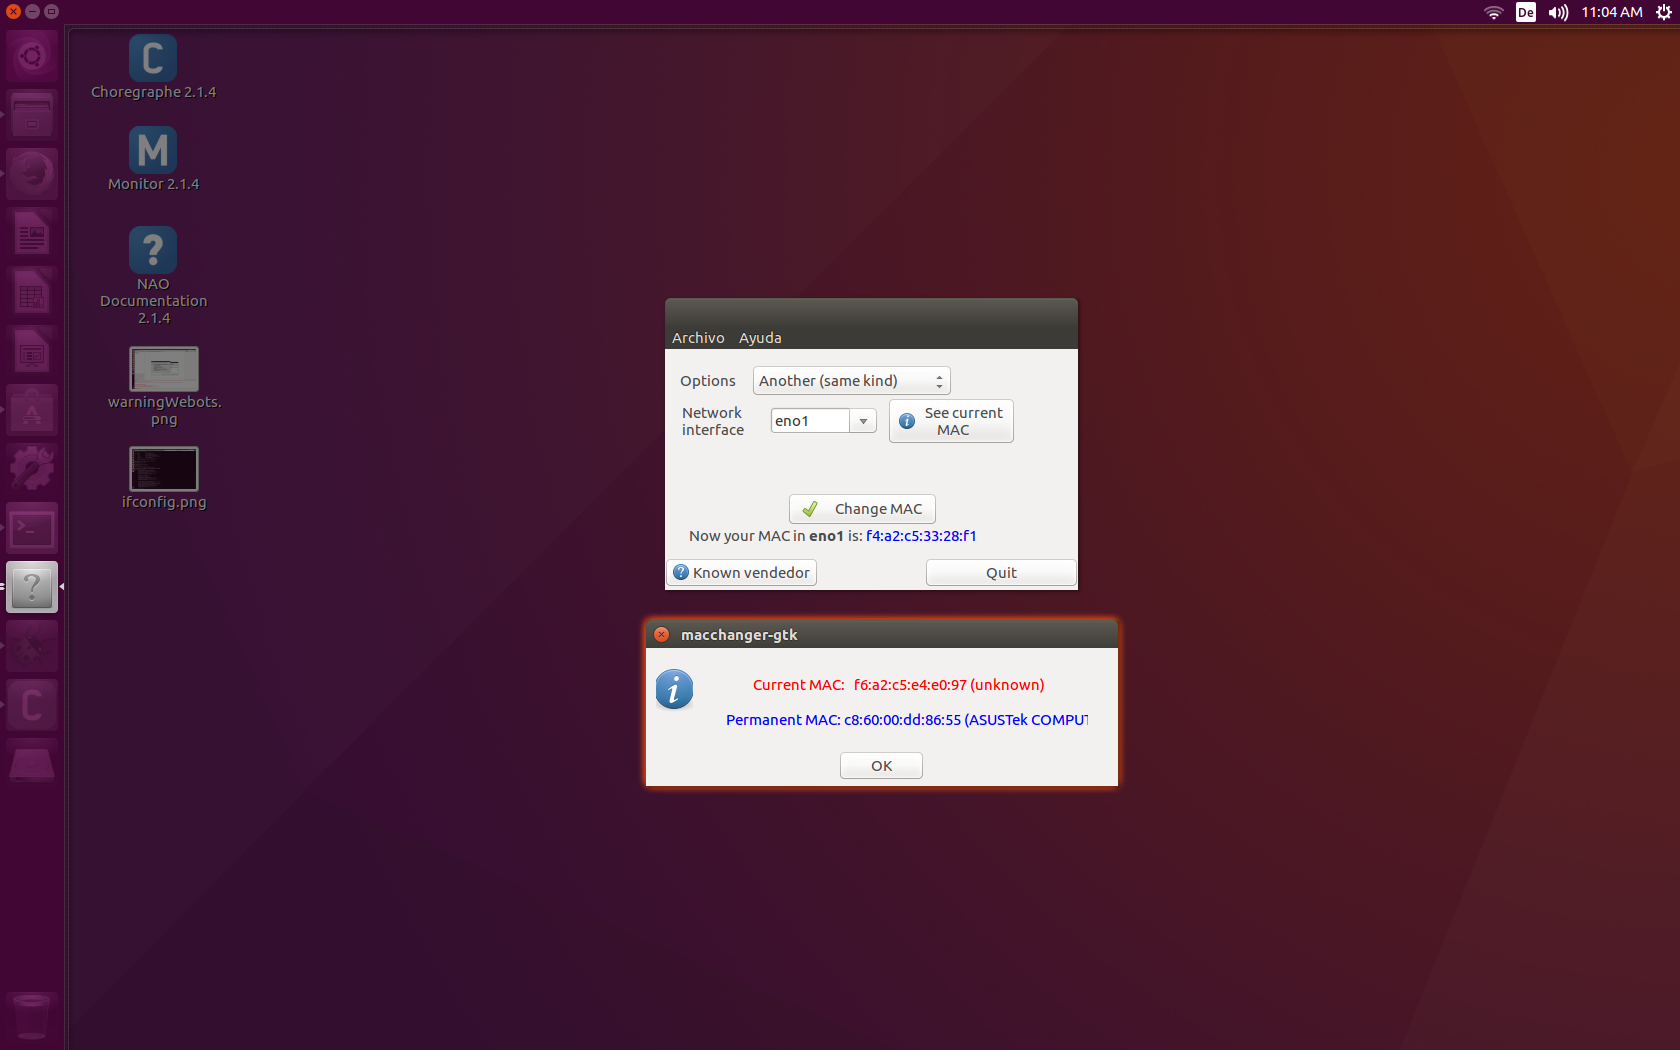 De
11:04 AM
C
Choregraphe 2.1.4
M
Monitor 2.1.4
?
NAO
Documentation
2.1.4
warningWebots.
png
ifconfig.png
Archivo Ayuda
Options Another (same kind)
Network
interface
eno1
See current
MAC
Change MAC
Now your MAC in eno1 is: f4:a2:c5:33:28:f1
Known vendedor
Quit
macchanger-gtk
Current MAC: f6:a2:c5:e4:e0:97 (unknown)
Permanent MAC: c8:60:00:dd:86:55 (ASUSTek COMPUT
OK